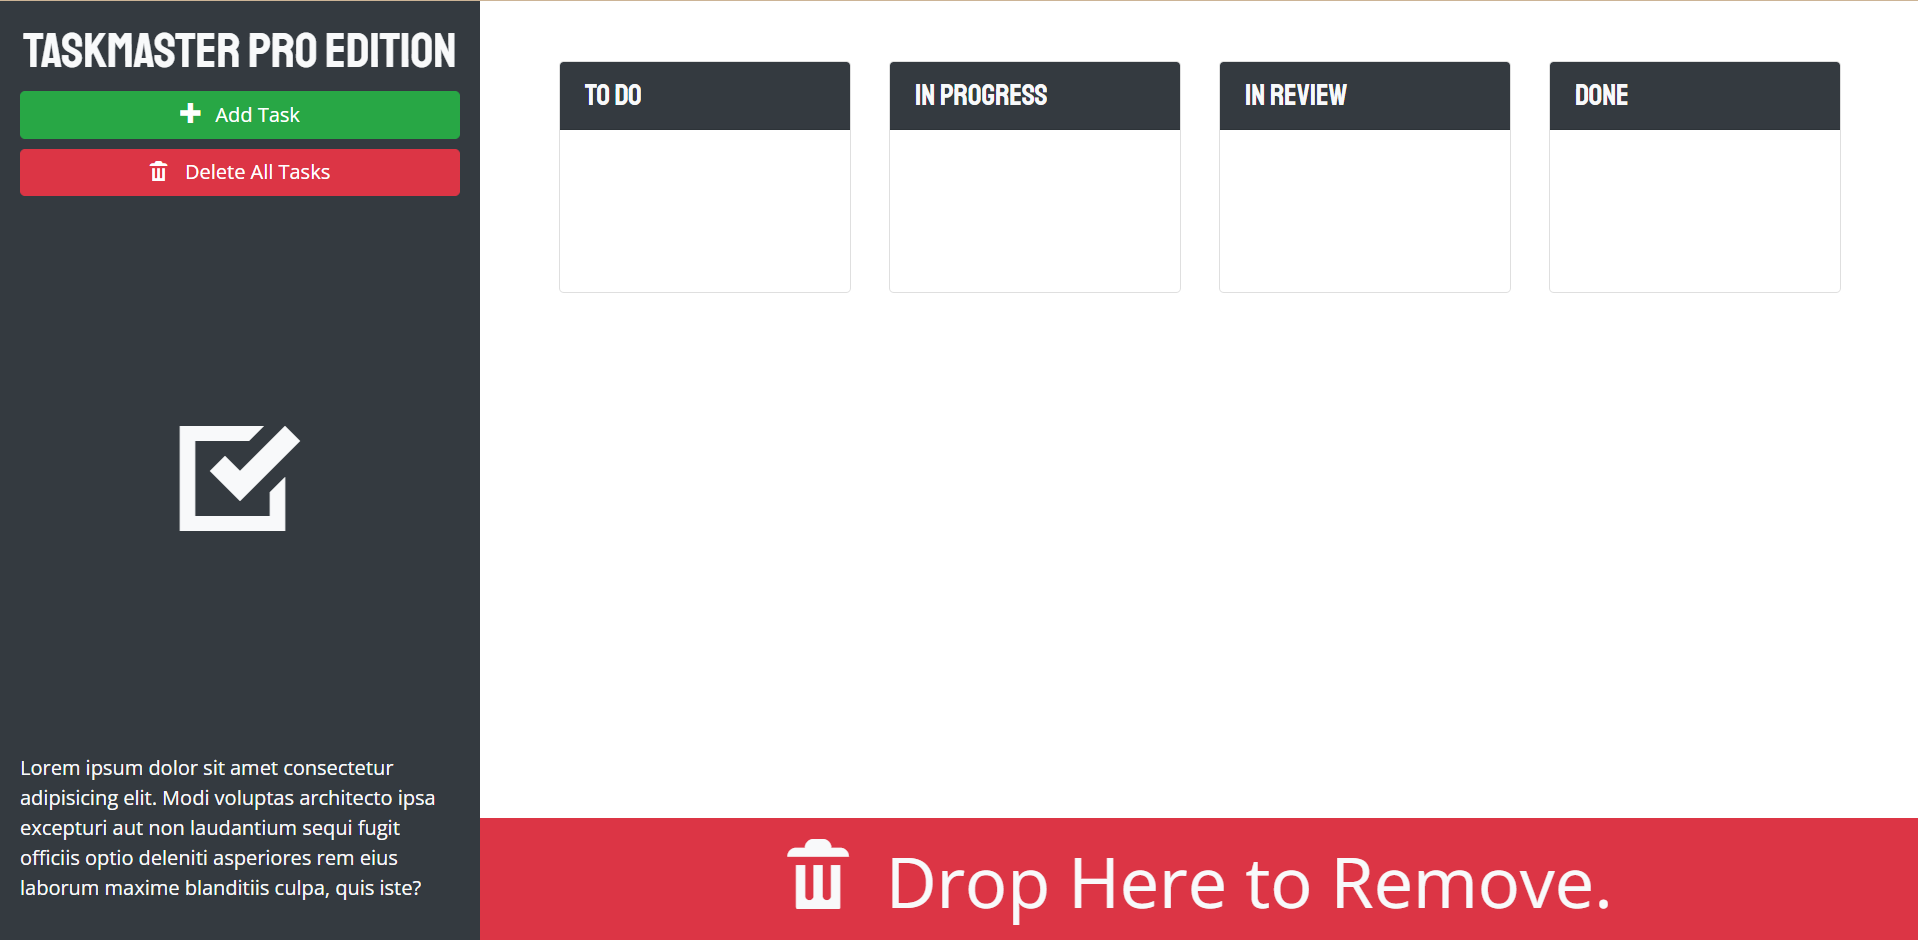 TASKMASTER PRO EDITION
Add Task
Delete All Tasks
Lorem ipsum dolor sit amet consectetur
adipisicing elit. Modi voluptas architecto ipsa
excepturi aut non laudantium sequi fugit
officiis optio deleniti asperiores rem eius
laborum maxime blanditiis culpa, quis iste?
TO DO
IN PROGRESS
IN REVIEW
DONE
Drop Here to Remove.